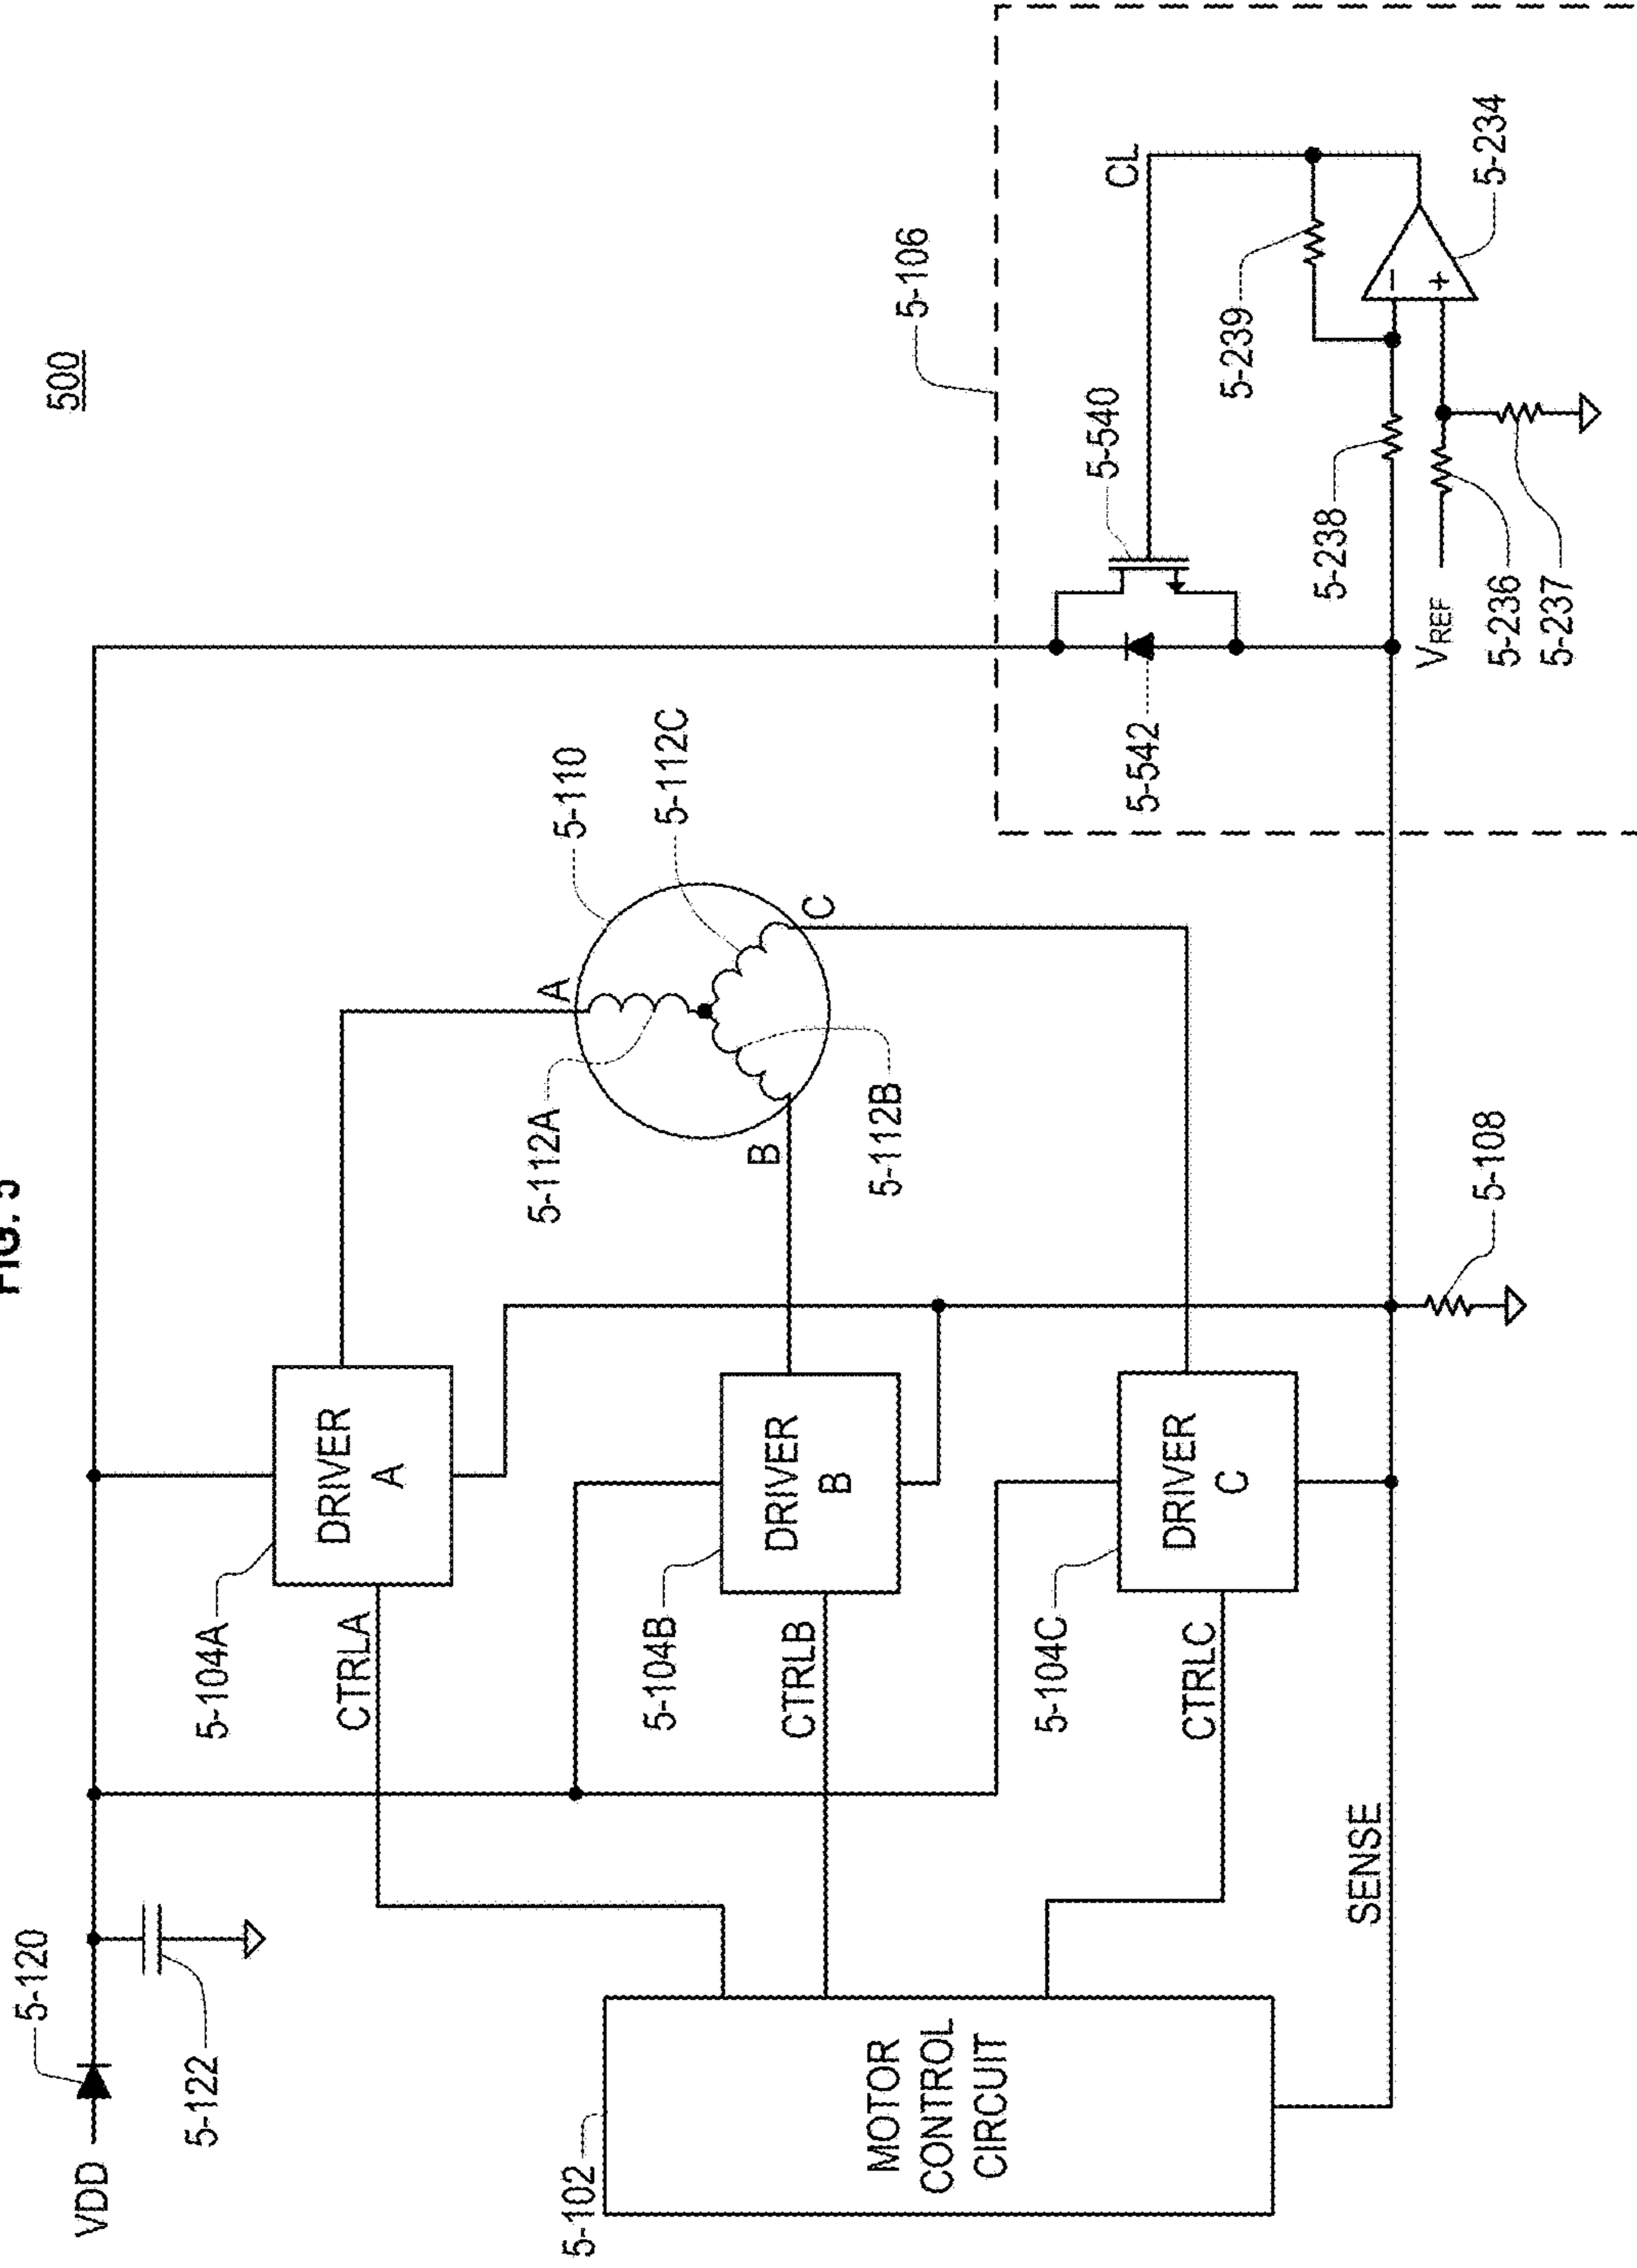 FIG. 5
500
VDD
5-120
5-122
5-102
MOTOR
CONTROL
CIRCUIT
5-104A
CTRLA
DRIVER
A
5-104B
CTRLB
DRIVER
B
5-104C
CTRLC
DRIVER
C
SENSE
5-108
5-110
5-112A
5-112B
5-112C
A
B
C
5-106
5-540
5-542
CL
5-239
5-238
VREF
5-236
5-237
5-234
−
+